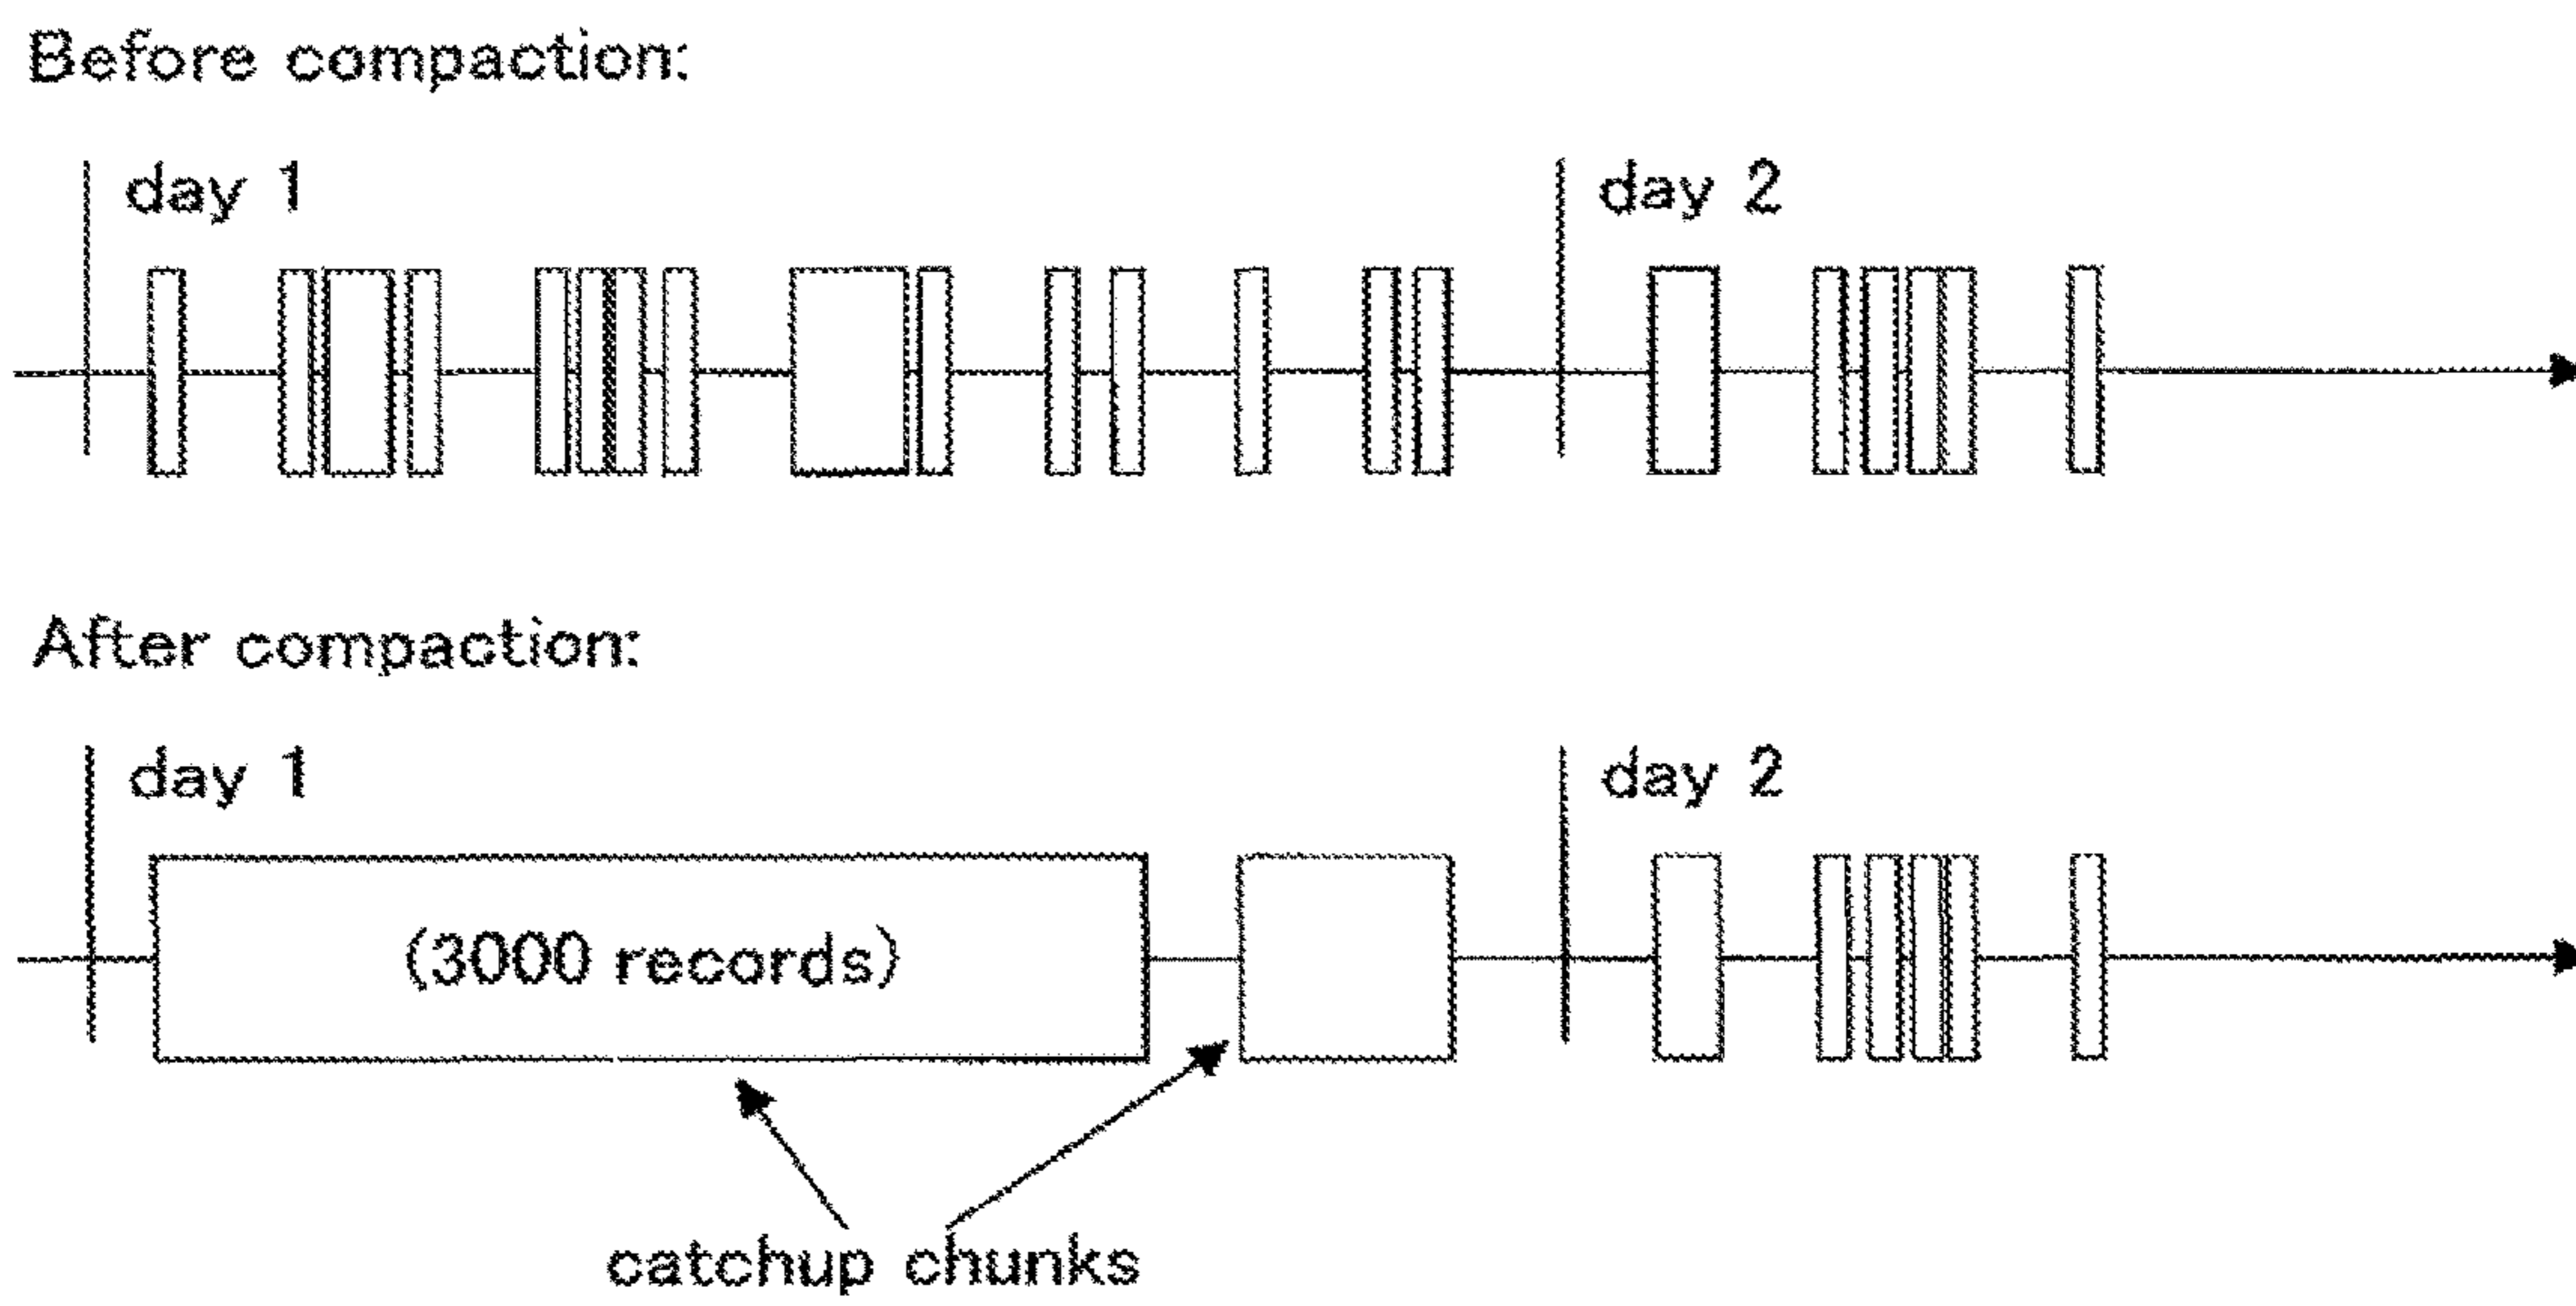 Before compaction:
day 1
day 2
After compaction:
day 1
day 2
(3000 records)
catchup chunks